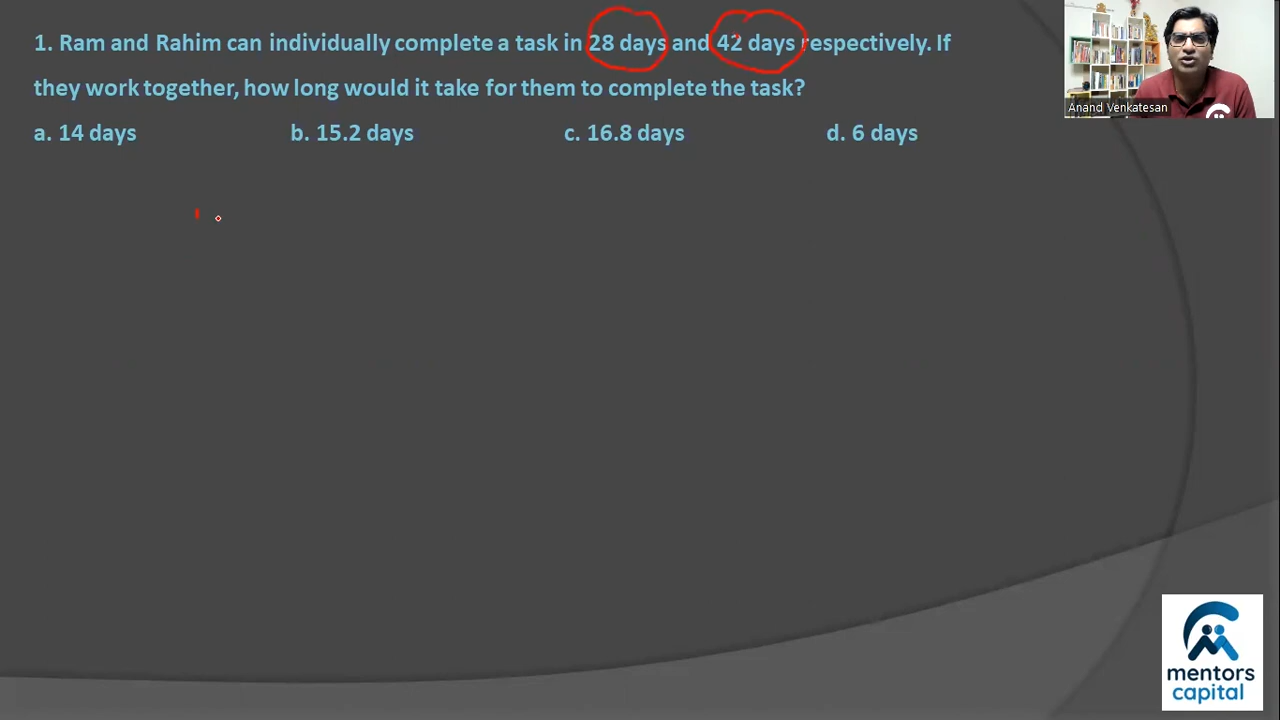 1. Ram and Rahim can individually complete a task in 28 days and 42 days respectively. If
they work together, how long would it take for them to complete the task?
a. 14 days b. 15.2 days c. 16.8 days d. 6 days
Anand Venkatesan
mentors
capital